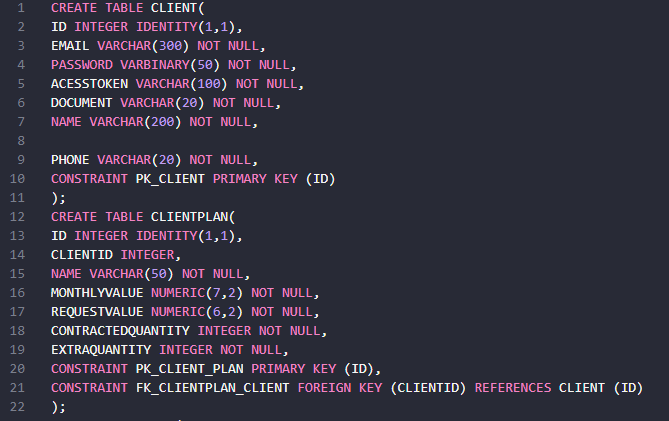 1 CREATE TABLE CLIENT(
2 ID INTEGER IDENTITY(1,1),
3 EMAIL VARCHAR(300) NOT NULL,
4 PASSWORD VARBINARY(50) NOT NULL,
5 ACESSTOKEN VARCHAR(100) NOT NULL,
6 DOCUMENT VARCHAR(20) NOT NULL,
7 NAME VARCHAR(200) NOT NULL,
8
9 PHONE VARCHAR(20) NOT NULL,
10 CONSTRAINT PK_CLIENT PRIMARY KEY (ID)
11 );
12 CREATE TABLE CLIENTPLAN(
13 ID INTEGER IDENTITY(1,1),
14 CLIENTID INTEGER,
15 NAME VARCHAR(50) NOT NULL,
16 MONTHLYVALUE NUMERIC(7,2) NOT NULL,
17 REQUESTVALUE NUMERIC(6,2) NOT NULL,
18 CONTRACTEDQUANTITY INTEGER NOT NULL,
19 EXTRAQUANTITY INTEGER NOT NULL,
20 CONSTRAINT PK_CLIENT_PLAN PRIMARY KEY (ID),
21 CONSTRAINT FK_CLIENTPLAN_CLIENT FOREIGN KEY (CLIENTID) REFERENCES CLIENT (ID)
22 );